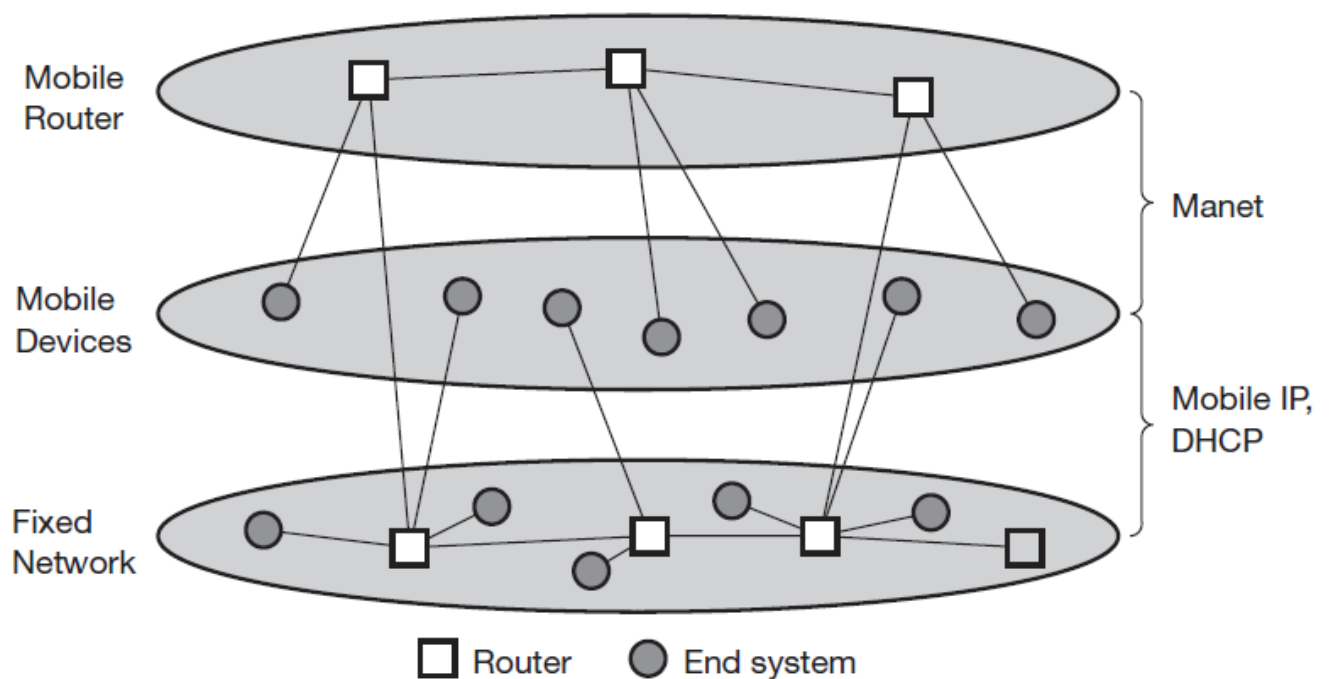 Mobile
Router
Manet
Mobile
Devices
Mobile IP,
DHCP
Fixed
Network
Router
End system